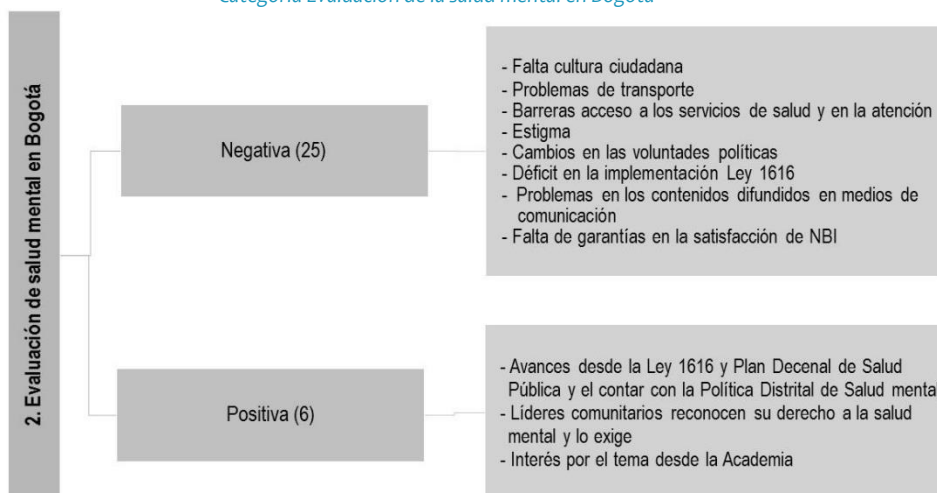 Categoría Evaluación de la salud mental en Bogotá
2. Evaluación de salud mental en Bogotá
Negativa (25)
- Falta cultura ciudadana
- Problemas de transporte
- Barreras acceso a los servicios de salud y en la atención
- Estigma
- Cambios en las voluntades políticas
- Déficit en la implementación Ley 1616
- Problemas en los contenidos difundidos en medios de
comunicación
- Falta de garantías en la satisfacción de NBI
Positiva (6)
- Avances desde la Ley 1616 y Plan Decenal de Salud
Pública y el contar con la Política Distrital de Salud mental
- Líderes comunitarios reconocen su derecho a la salud
mental y lo exige
- Interés por el tema desde la Academia